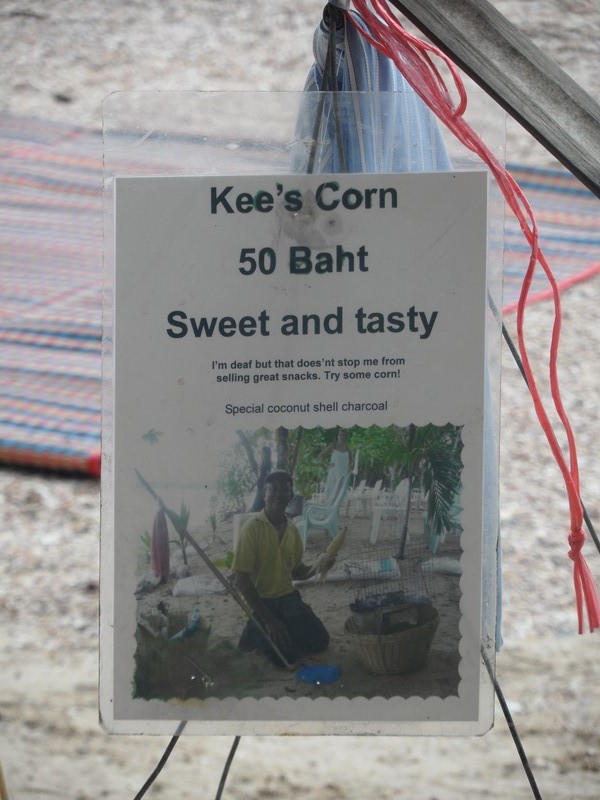 Kee's Corn
50 Baht
Sweet and tasty
I'm deaf but that does'nt stop me from
selling great snacks. Try some corn!
Special coconut shell charcoal